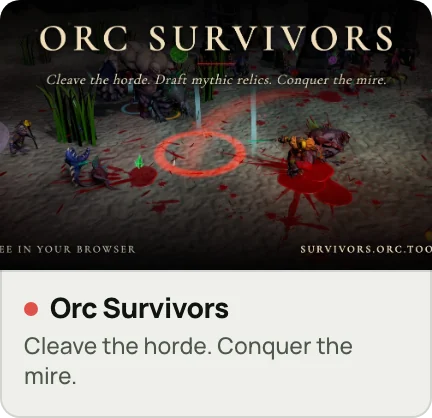 ORC SURVIVORS
Cleave the horde. Draft mythic relics. Conquer the mire.
EE IN YOUR BROWSER
SURVIVORS.ORC.TOO
Orc Survivors
Cleave the horde. Conquer the
mire.